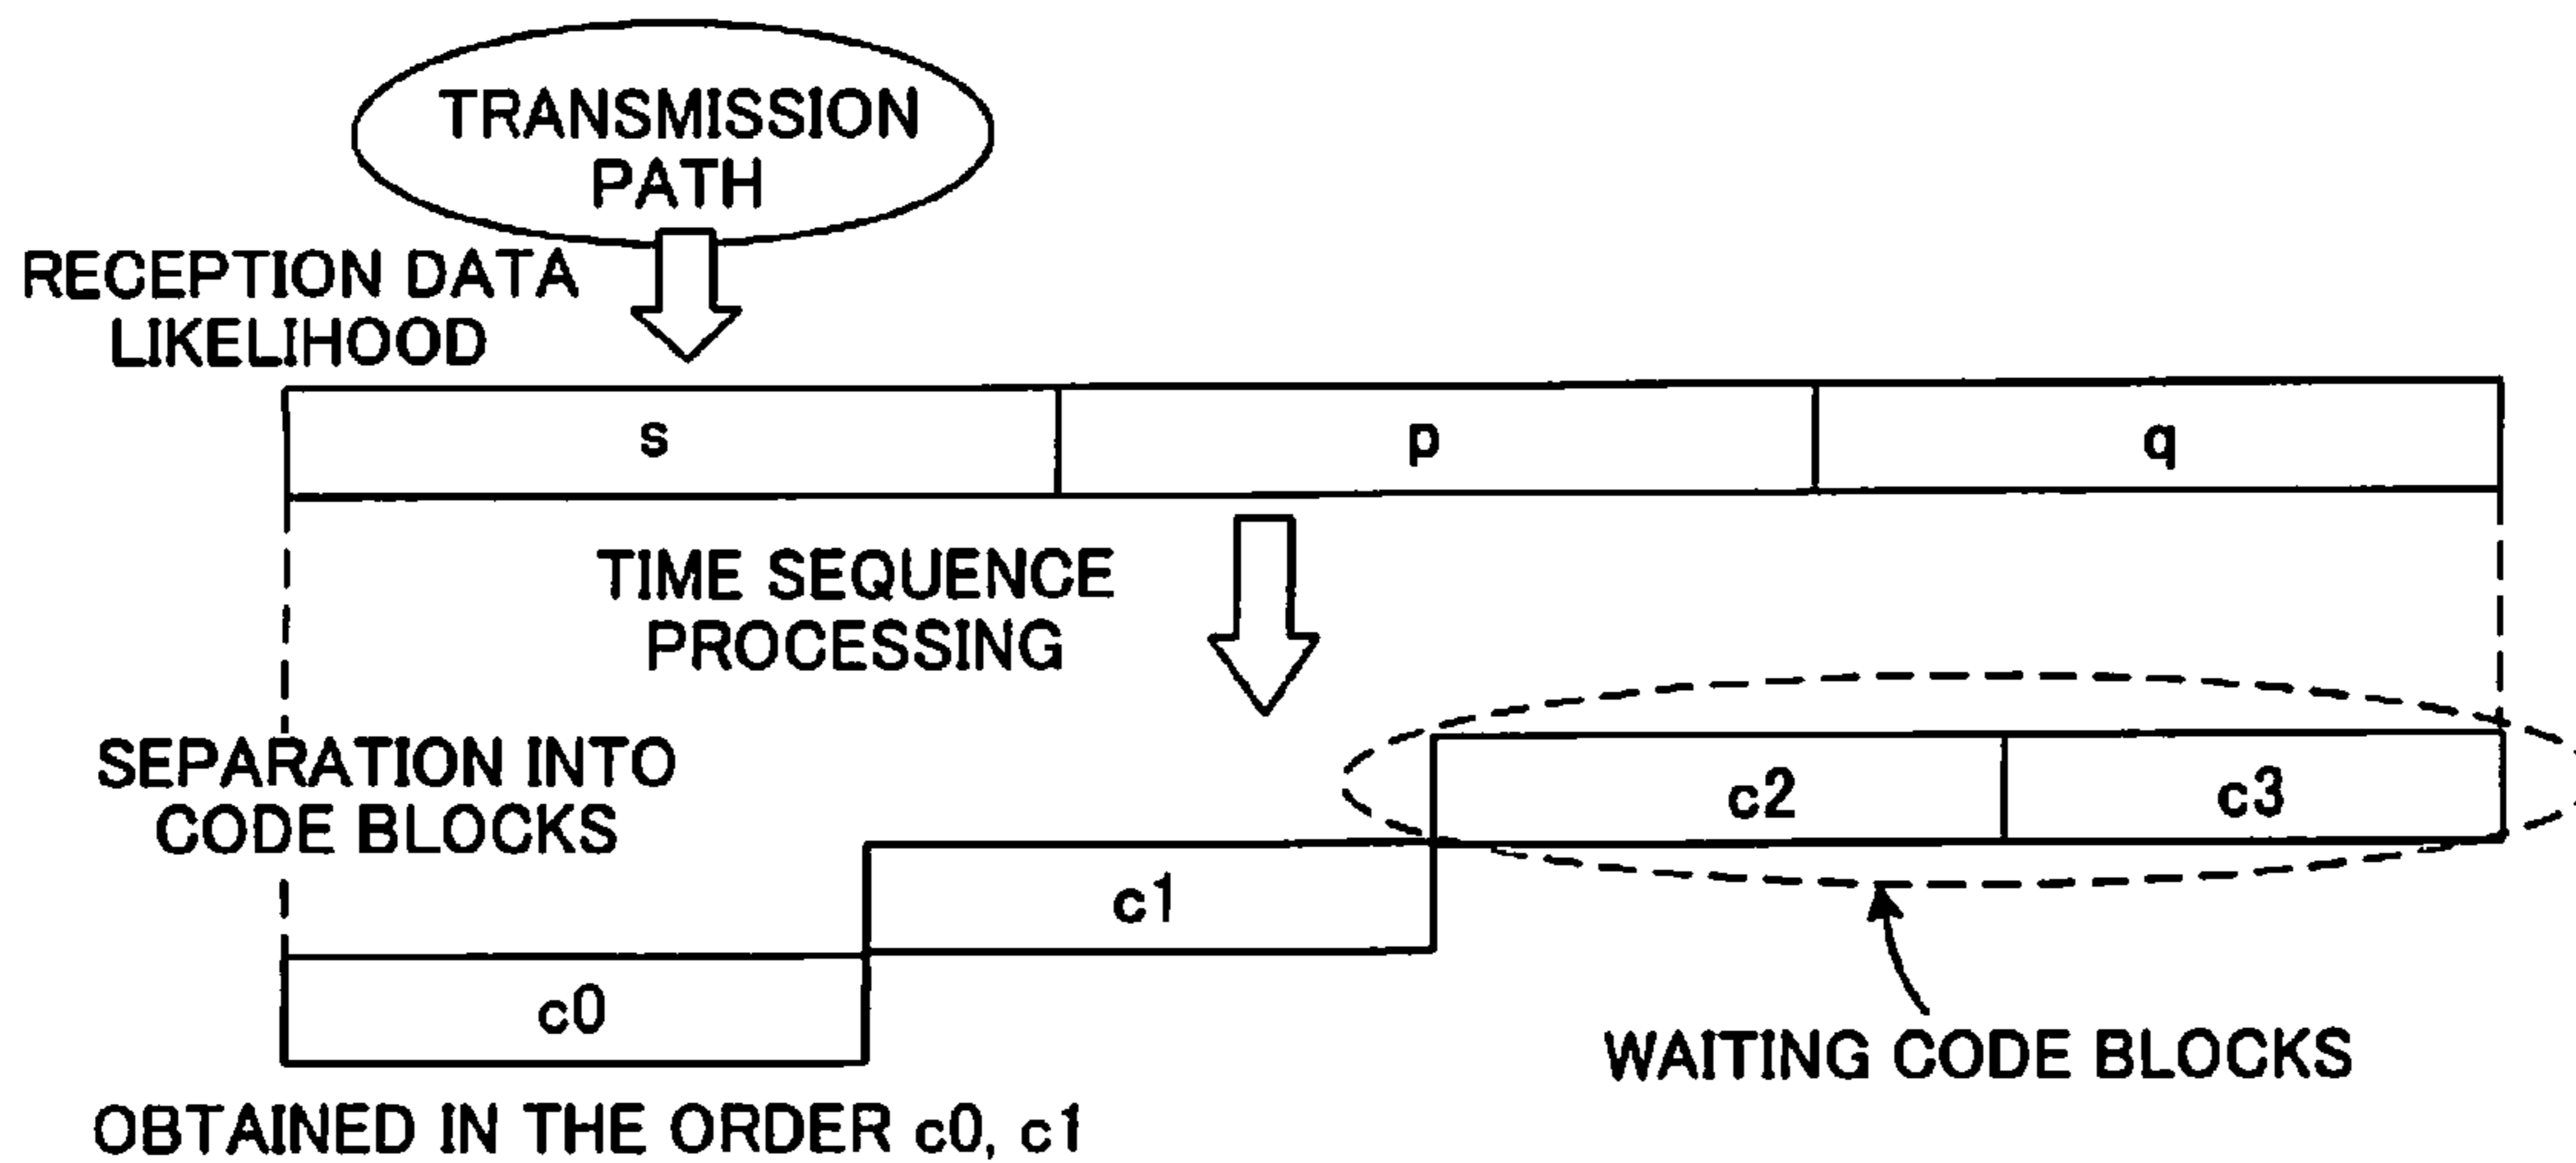 TRANSMISSION
PATH
RECEPTION DATA
LIKELIHOOD
s
p
q
TIME SEQUENCE
PROCESSING
SEPARATION INTO
CODE BLOCKS
c2
c3
c1
c0
WAITING CODE BLOCKS
OBTAINED IN THE ORDER c0, c1